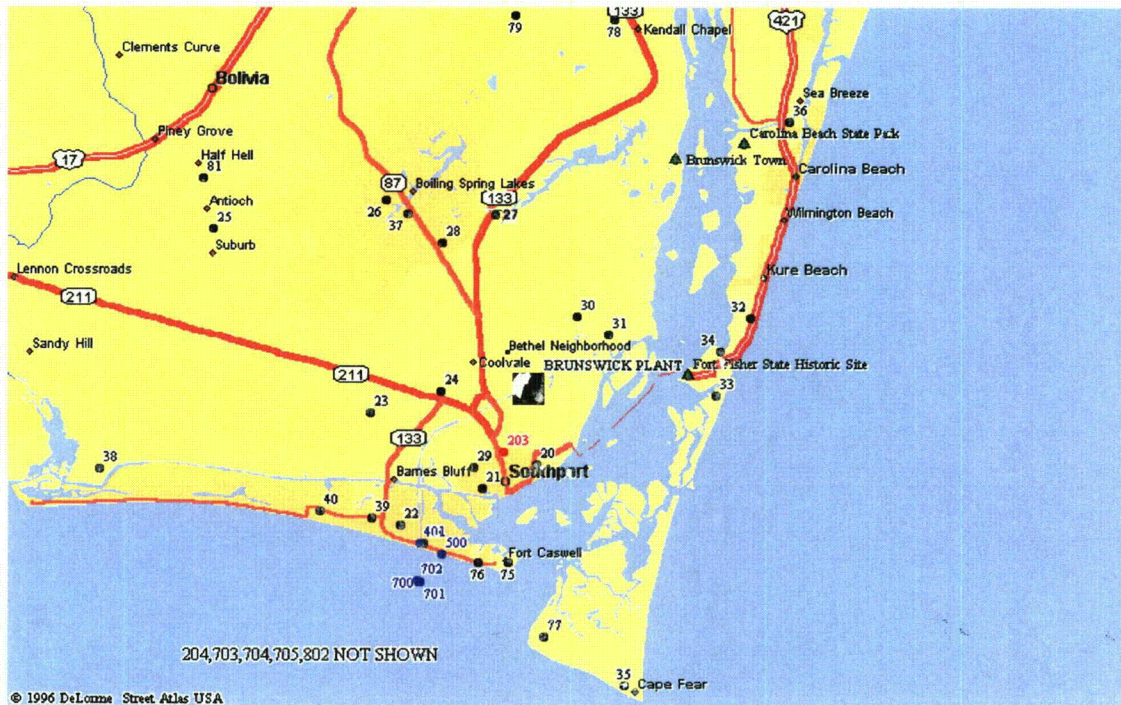 133
79
78
Kendall Chapel
421
Clements Curve
Bolivia
Sea Breeze
36
Piney Grove
Carolina Beach State Park
17
Half Hell
Brunswick Town
81
Carolina Beach
87
Boiling Spring Lakes
133
Antioch
26
27
25
37
Wilmington Beach
28
Suburb
Lennon Crossroads
Kure Beach
211
30
32
31
Sandy Hill
Bethel Neighborhood
34
Coolvale
BRUNSWICK PLANT
Fort Fisher State Historic Site
211
24
33
23
133
203
38
29
20
Barnes Bluff
21
Southport
40
39
22
401
500
Fort Caswell
702
76
75
700
701
77
204,703,704,705,802 NOT SHOWN
35
Cape Fear
© 1996 DeLorme Street Atlas USA